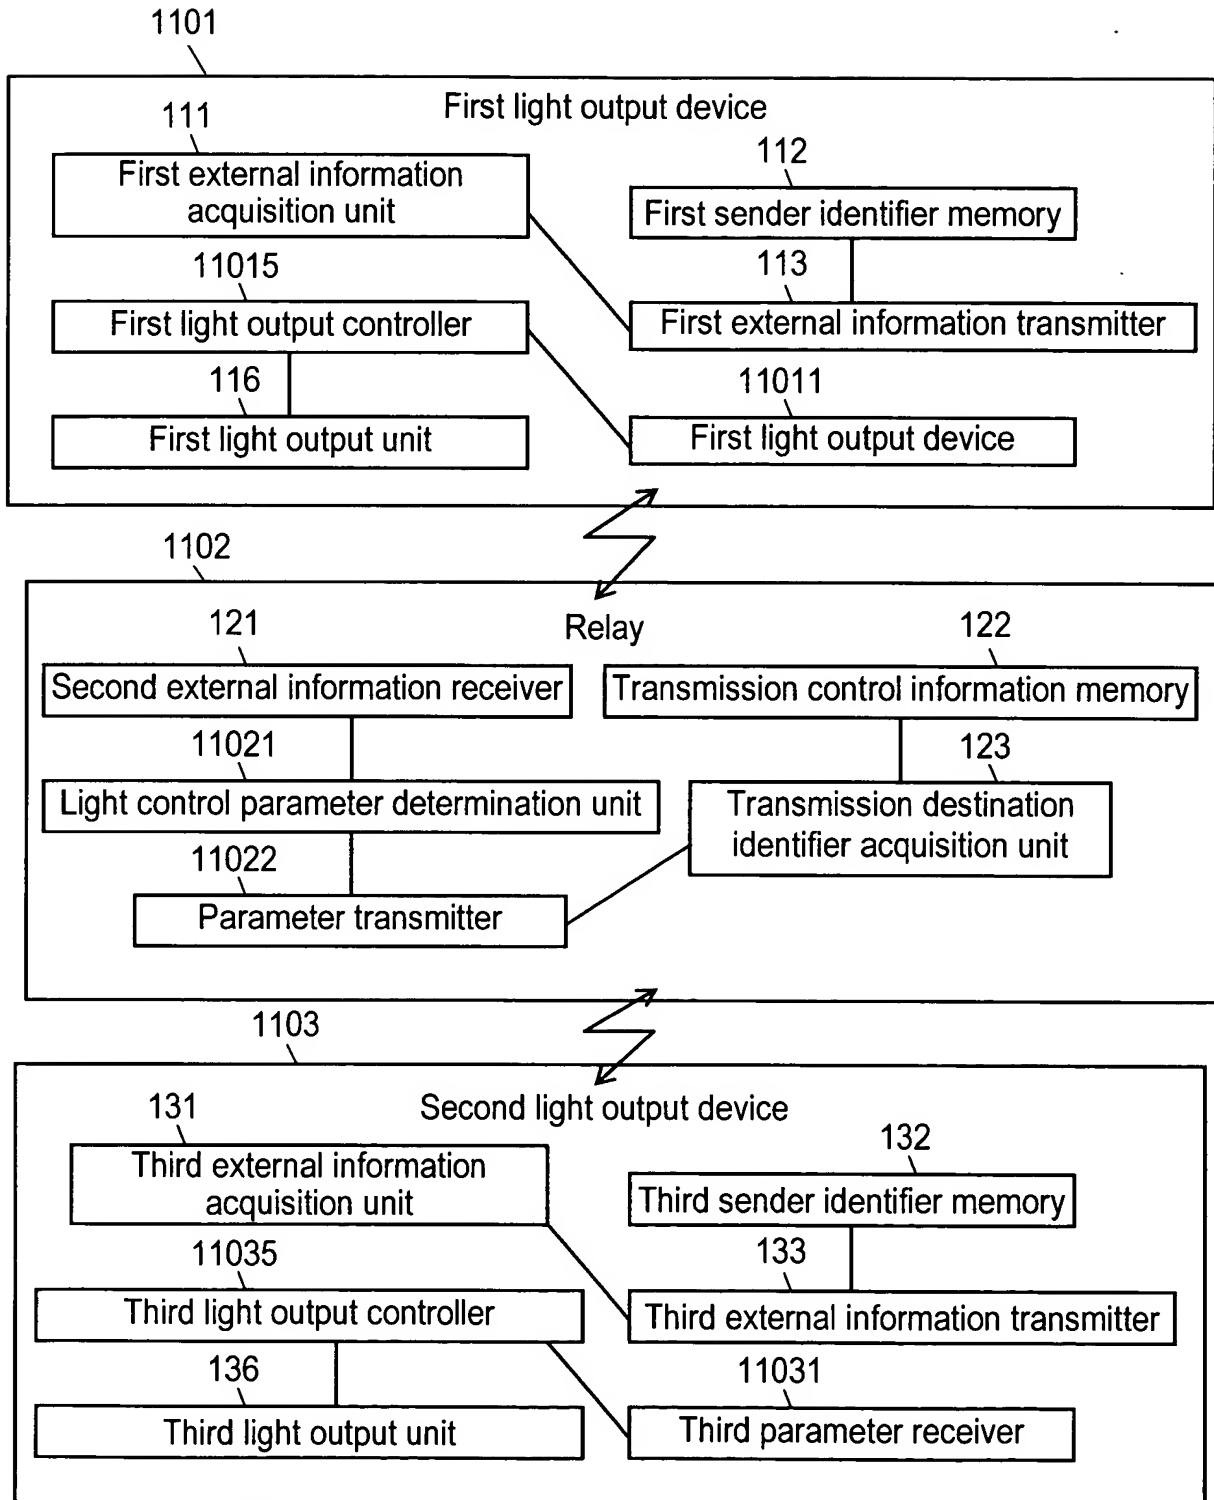 1101
First light output device
111
First external information
acquisition unit
112
First sender identifier memory
11015
First light output controller
113
First external information transmitter
116
First light output unit
11011
First light output device
1102
Relay
121
Second external information receiver
122
Transmission control information memory
11021
Light control parameter determination unit
123
Transmission destination
identifier acquisition unit
11022
Parameter transmitter
1103
Second light output device
131
Third external information
acquisition unit
132
Third sender identifier memory
11035
Third light output controller
133
Third external information transmitter
136
Third light output unit
11031
Third parameter receiver